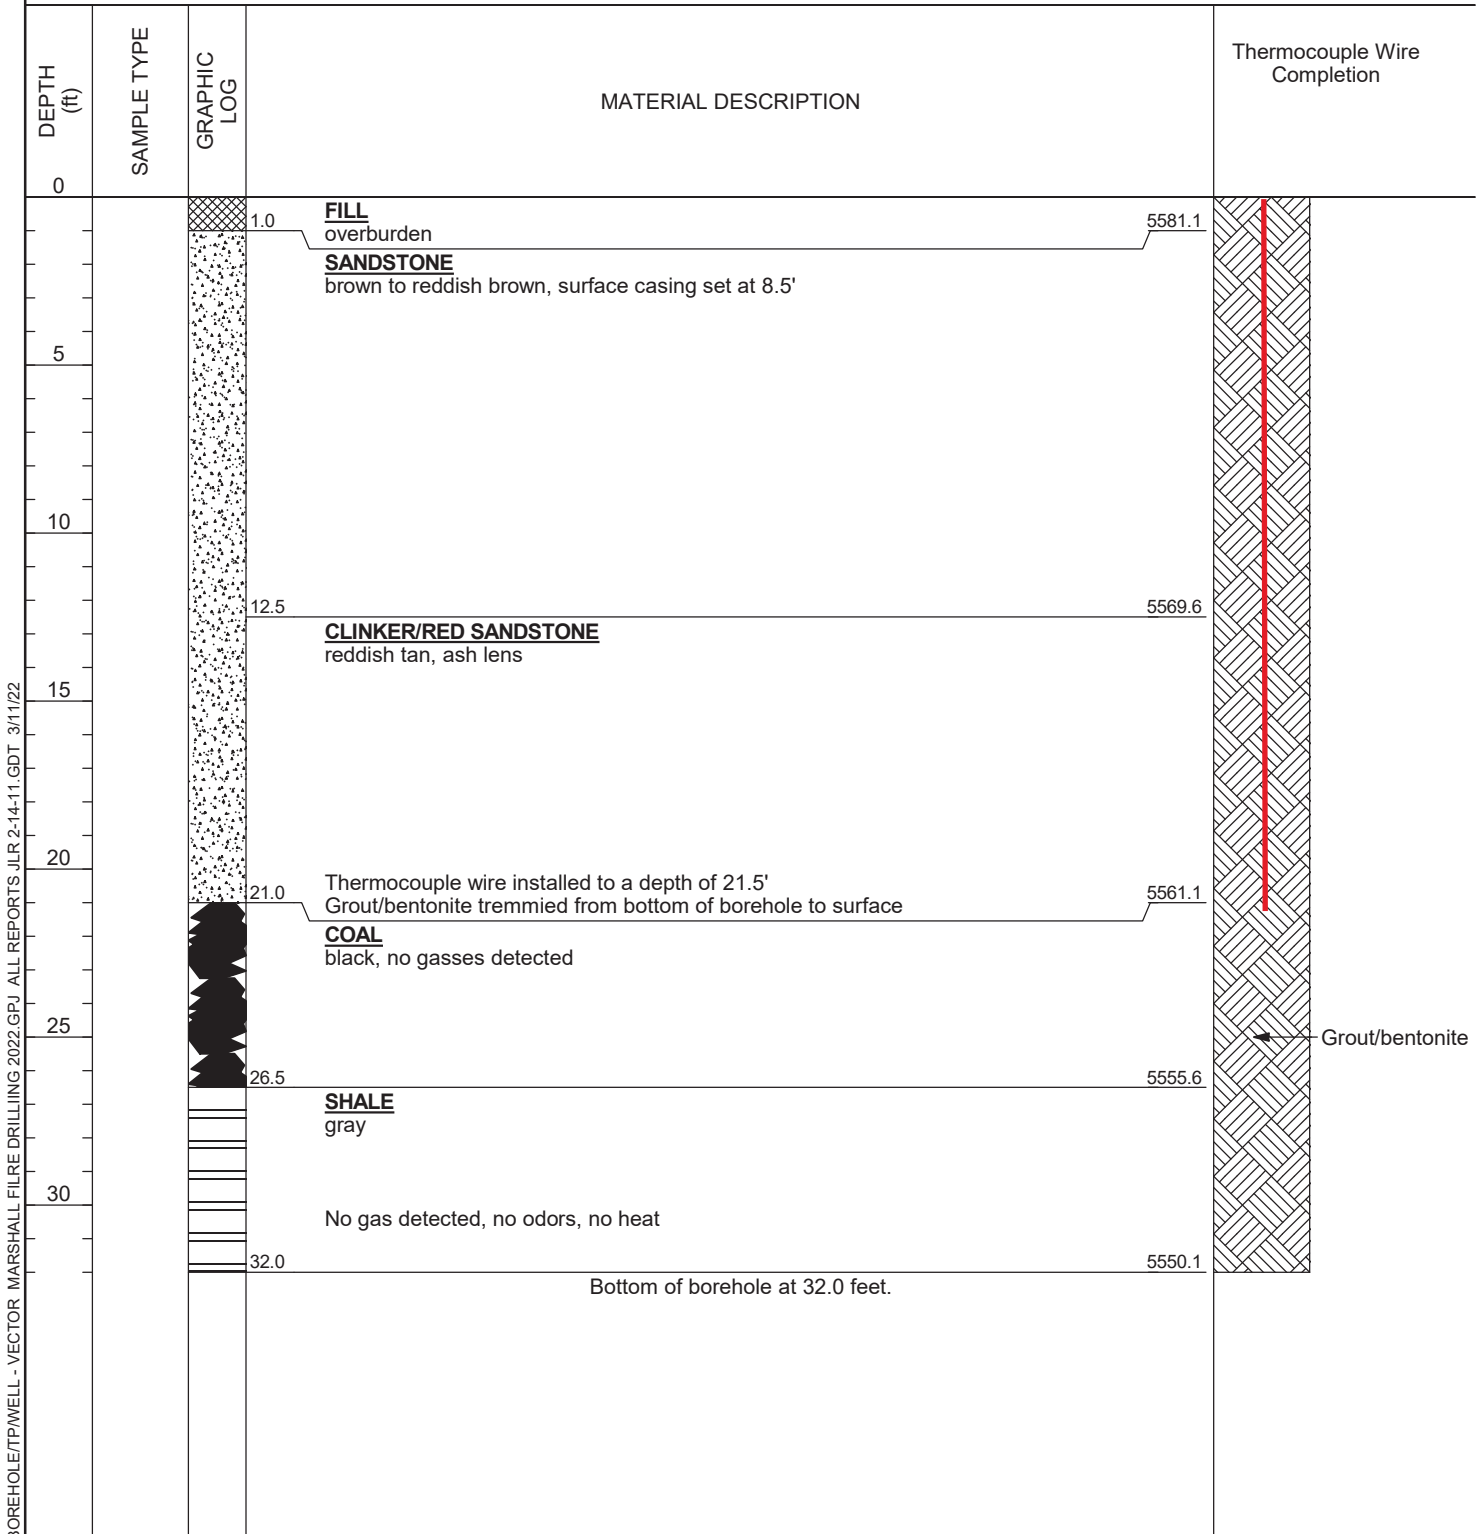 DEPTH
(ft)
SAMPLE TYPE
GRAPHIC
LOG
MATERIAL DESCRIPTION
Thermocouple Wire
Completion
0
1.0
FILL
overburden
5581.1
SANDSTONE
brown to reddish brown, surface casing set at 8.5'
5
10
12.5
5569.6
CLINKER/RED SANDSTONE
reddish tan, ash lens
15
20
Thermocouple wire installed to a depth of 21.5'
21.0
5561.1
Grout/bentonite tremmied from bottom of borehole to surface
COAL
black, no gasses detected
25
Grout/bentonite
26.5
5555.6
SHALE
gray
30
No gas detected, no odors, no heat
32.0
5550.1
Bottom of borehole at 32.0 feet.
BOREHOLE/TP/WELL - VECTOR MARSHALL FILRE DRILLIING 2022.GPJ ALL REPORTS JLR 2-14-11.GDT 3/11/22